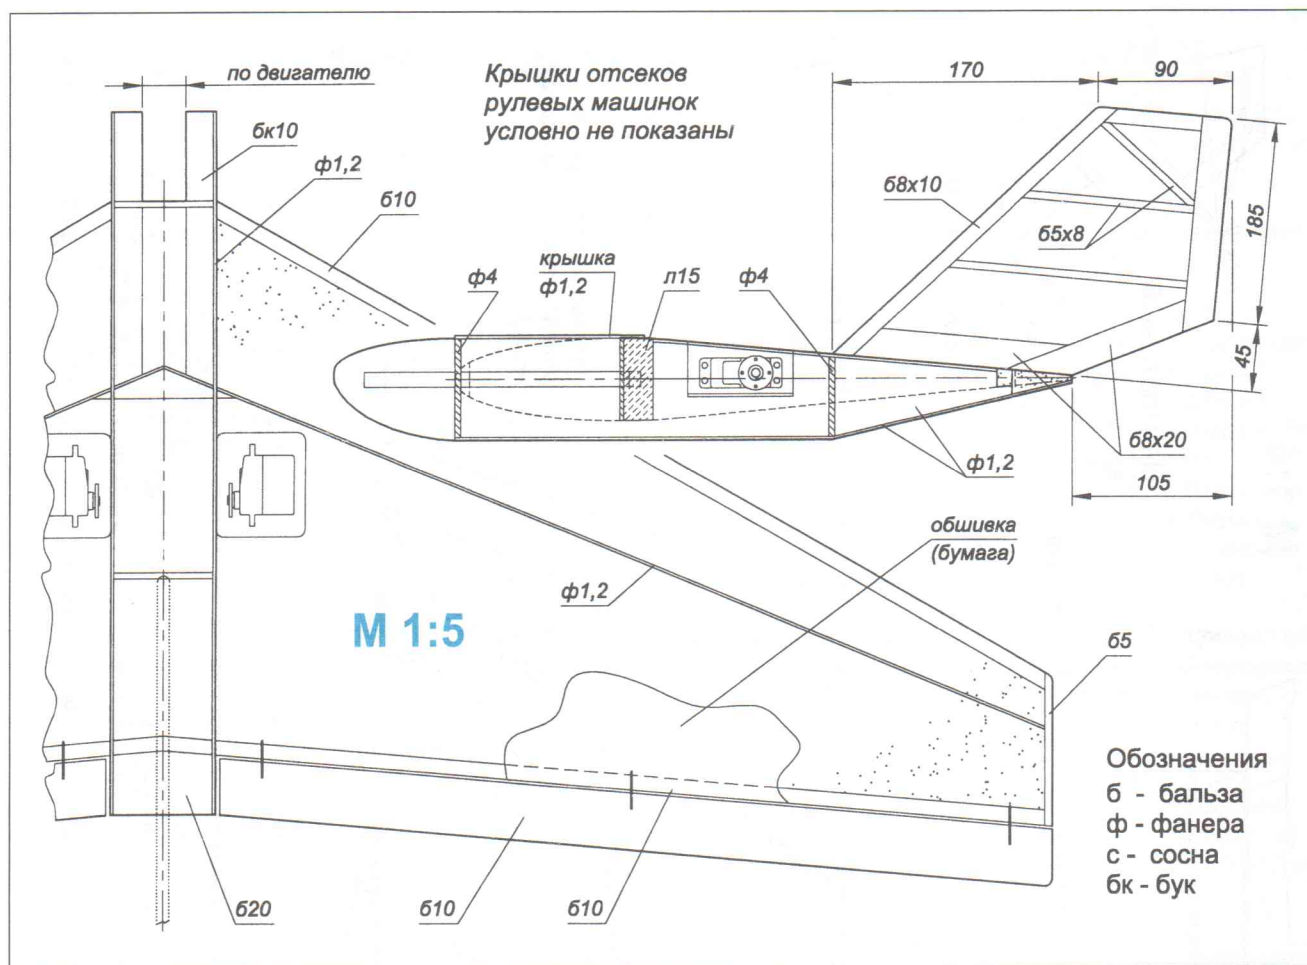 по двигателю
Крышки отсеков
рулевых машинок
условно не показаны
170
90
бк10
ф1,2
б10
б8х10
б5х8
185
крышка
ф1,2
л15
ф4
ф4
45
б8х20
ф1,2
105
обшивка
(бумага)
ф1,2
М 1:5
б5
Обозначения
б - бальза
ф - фанера
с - сосна
бк - бук
б20
б10
б10